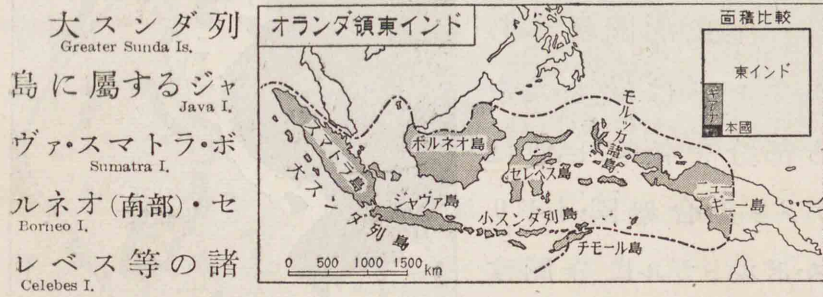 大スンダ列
Greater Sunda Is.
島に屬するジャ
Java I.
ヴァ・スマトラ・ボ
Sumatra I.
ルネオ(南部)・セ
Borneo I.
レベス等の諸
Celebes I.
オランダ領東インド
面積比較
東インド
ギアナ
本國
スマトラ島
大スンダ列島
ボルネオ島
ジャヴァ島
セレベス島
モルッカ諸島
小スンダ列島
チモール島
ニューギニー島
0 500 1000 1500km